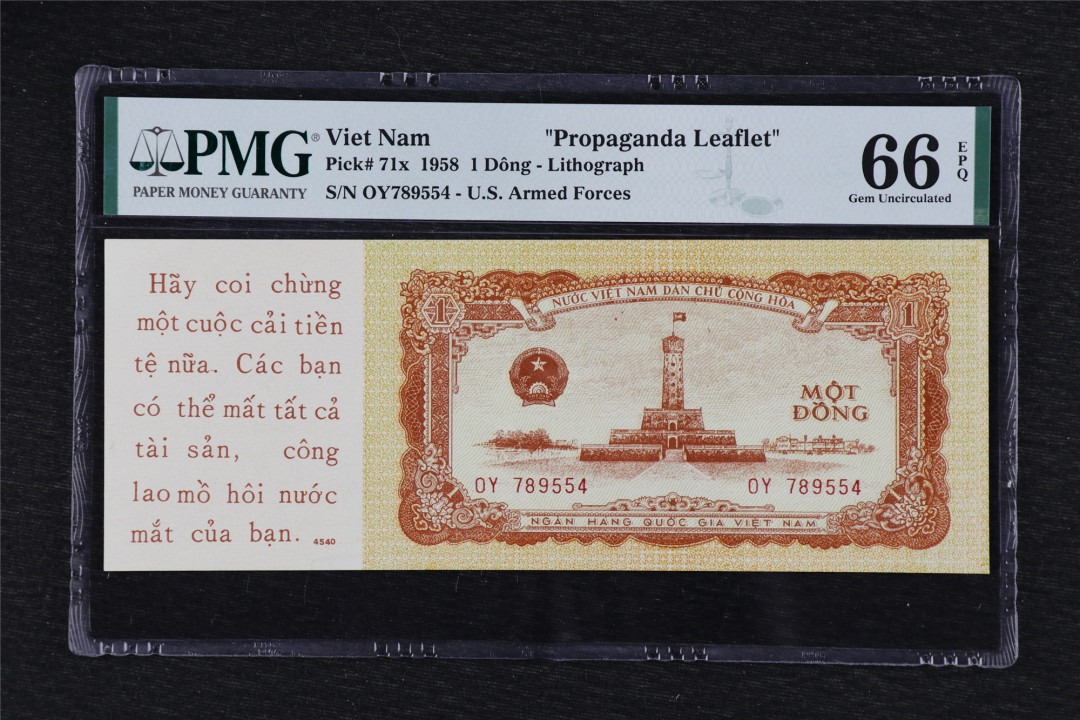 PMG® Viet Nam "Propaganda Leaflet"
Pick# 71x 1958 1 Dông - Lithograph
PAPER MONEY GUARANTY S/N OY789554 - U.S. Armed Forces
66 EPQ
Gem Uncirculated
Hãy coi chừng
một cuộc cải tiền
tệ nữa. Các bạn
có thể mất tất cả
tài sản, công
lao mồ hôi nước
mắt của bạn. 4540
NƯỚC VIỆT NAM DÂN CHỦ CỘNG HÒA
1 1
MỘT
ĐỒNG
OY 789554 OY 789554
NGÂN HÀNG QUỐC GIA VIỆT NAM